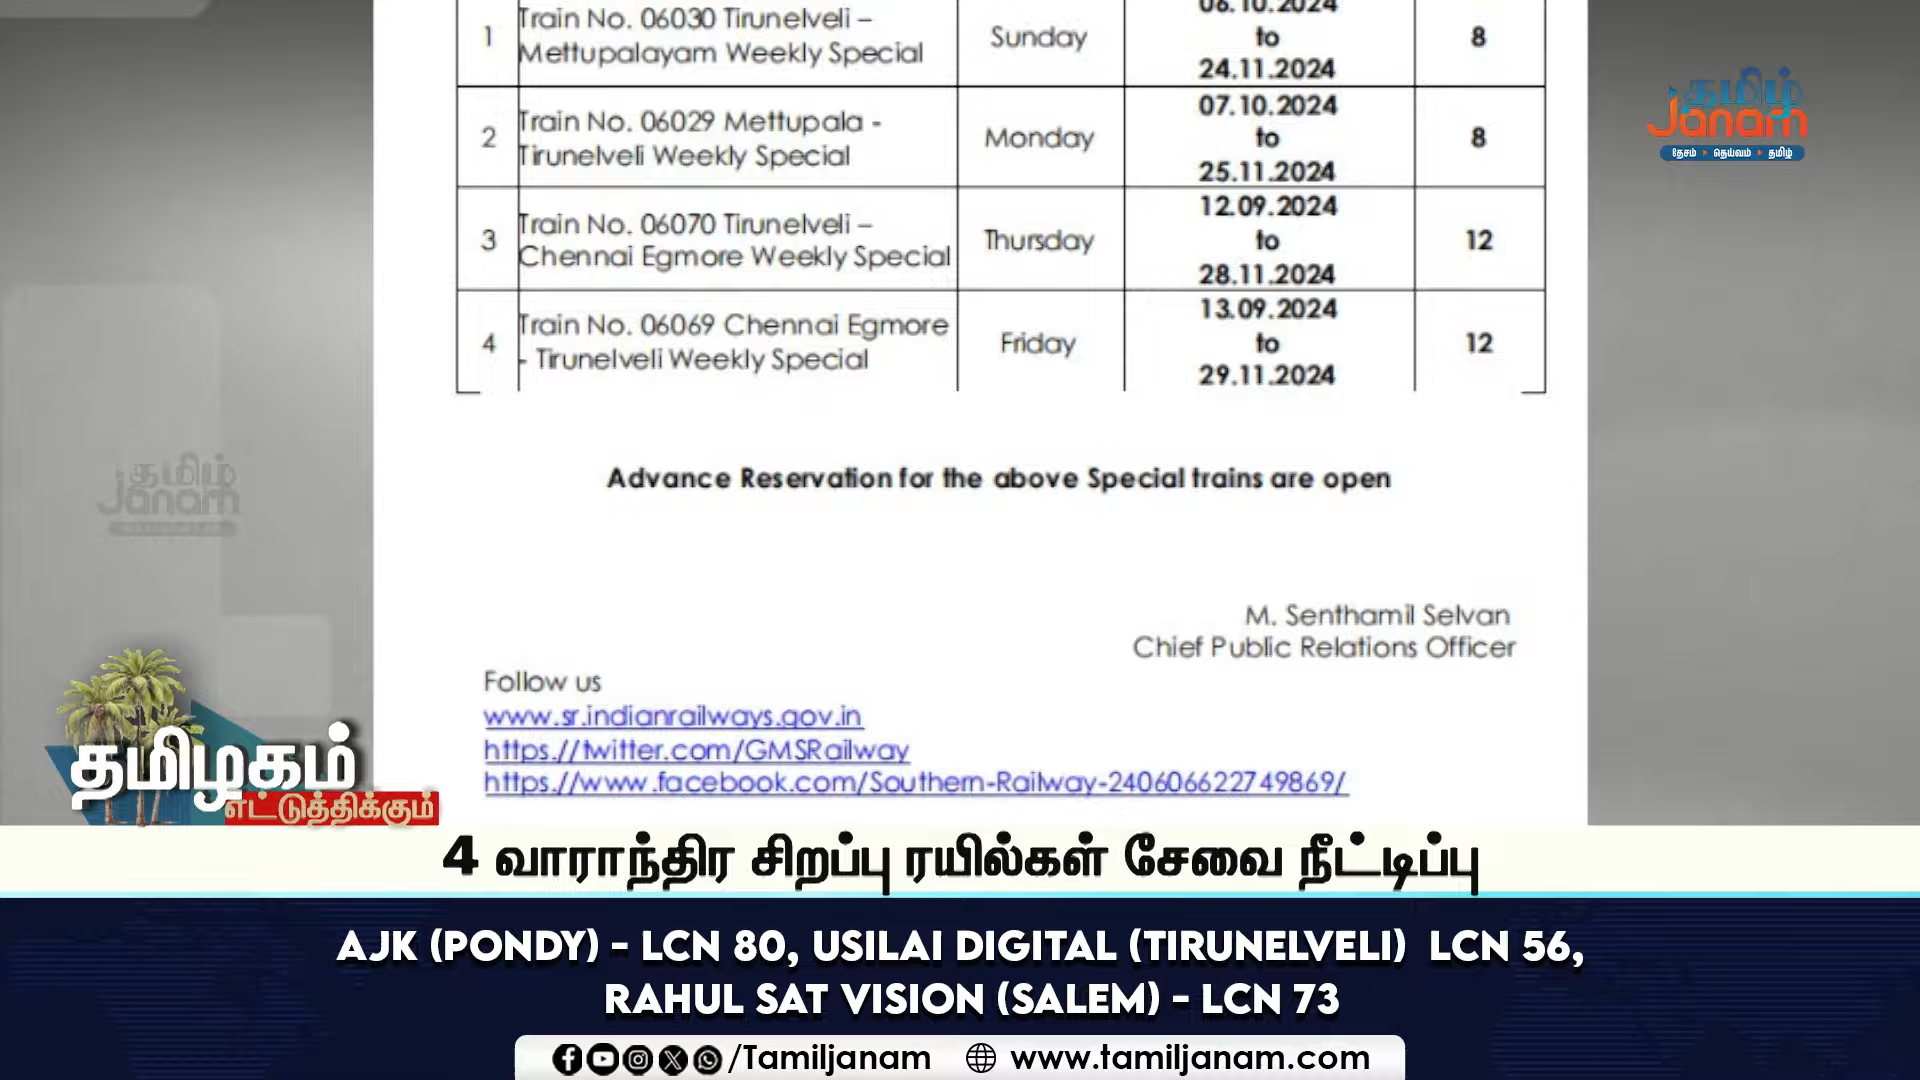 1 Train No. 06030 Tirunelveli – Mettupalayam Weekly Special Sunday 06.10.2024 to 24.11.2024 8
2 Train No. 06029 Mettupala - Tirunelveli Weekly Special Monday 07.10.2024 to 25.11.2024 8
3 Train No. 06070 Tirunelveli – Chennai Egmore Weekly Special Thursday 12.09.2024 to 28.11.2024 12
4 Train No. 06069 Chennai Egmore - Tirunelveli Weekly Special Friday 13.09.2024 to 29.11.2024 12
தமிழ்
Janam
தேசம் • தெய்வம் • தமிழ்
தமிழ்
Janam
Advance Reservation for the above Special trains are open
M. Senthamil Selvan
Chief Public Relations Officer
Follow us
www.sr.indianrailways.gov.in
https.//twitter.com/GMSRailway
https.//www.facebook.com/Southern-Railway-240606622749869/
தமிழகம்
எட்டுத்திக்கும்
4 வாராந்திர சிறப்பு ரயில்கள் சேவை நீட்டிப்பு
AJK (PONDY) - LCN 80, USILAI DIGITAL (TIRUNELVELI) LCN 56,
RAHUL SAT VISION (SALEM) - LCN 73
/Tamiljanam www.tamiljanam.com